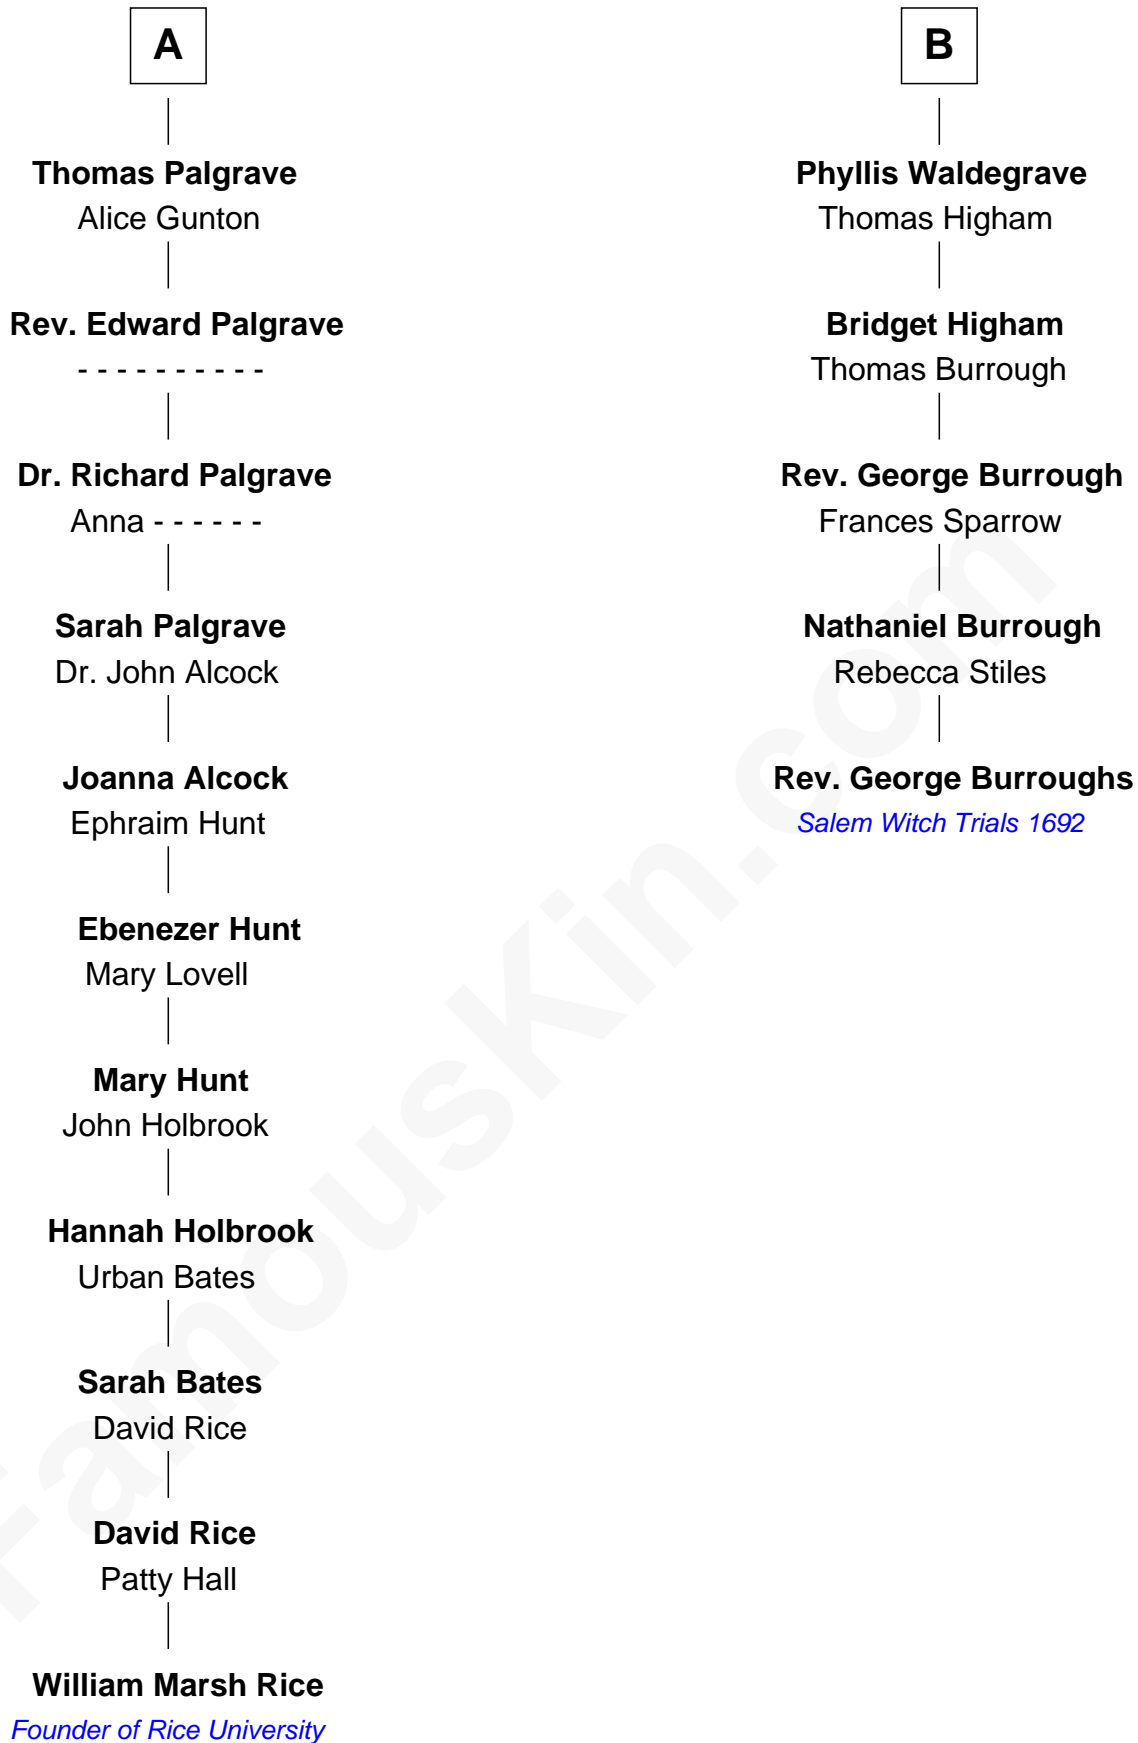 A
Thomas Palgrave
Alice Gunton
Rev. Edward Palgrave
- - - - - - - - - -
Dr. Richard Palgrave
Anna - - - - - -
Sarah Palgrave
Dr. John Alcock
Joanna Alcock
Ephraim Hunt
Ebenezer Hunt
Mary Lovell
Mary Hunt
John Holbrook
Hannah Holbrook
Urban Bates
Sarah Bates
David Rice
David Rice
Patty Hall
William Marsh Rice
Founder of Rice University
B
Phyllis Waldegrave
Thomas Higham
Bridget Higham
Thomas Burrough
Rev. George Burrough
Frances Sparrow
Nathaniel Burrough
Rebecca Stiles
Rev. George Burroughs
Salem Witch Trials 1692
FamousKin.com